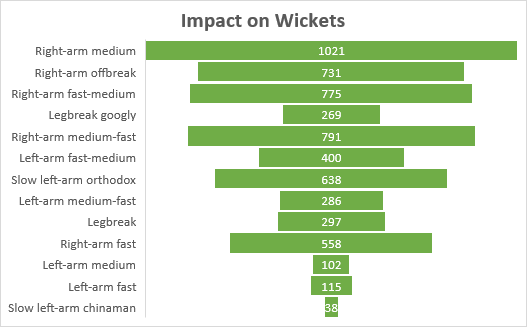 Impact on Wickets
Right-arm medium 1021
Right-arm offbreak 731
Right-arm fast-medium 775
Legbreak googly 269
Right-arm medium-fast 791
Left-arm fast-medium 400
Slow left-arm orthodox 638
Left-arm medium-fast 286
Legbreak 297
Right-arm fast 558
Left-arm medium 102
Left-arm fast 115
Slow left-arm chinaman 38